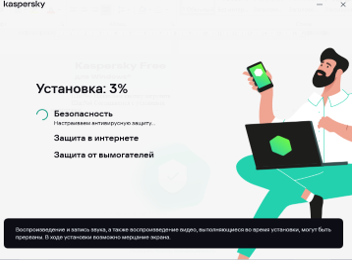 kaspersky
Kaspersky Free
Установка: 3%
Безопасность
Настраиваем антивирусную защиту...
Защита в интернете
Защита от вымогателей
Воспроизведение и запись звука, а также воспроизведение видео, выполняющиеся во время установки, могут быть
прерваны. В ходе установки возможно мерцание экрана.